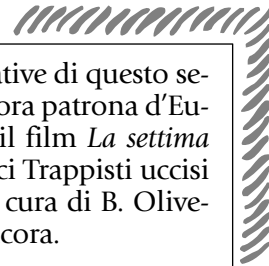 ative di questo se-
ora patrona d'Eu-
il film La settima
ci Trappisti uccisi
cura di B. Olive-
cora.